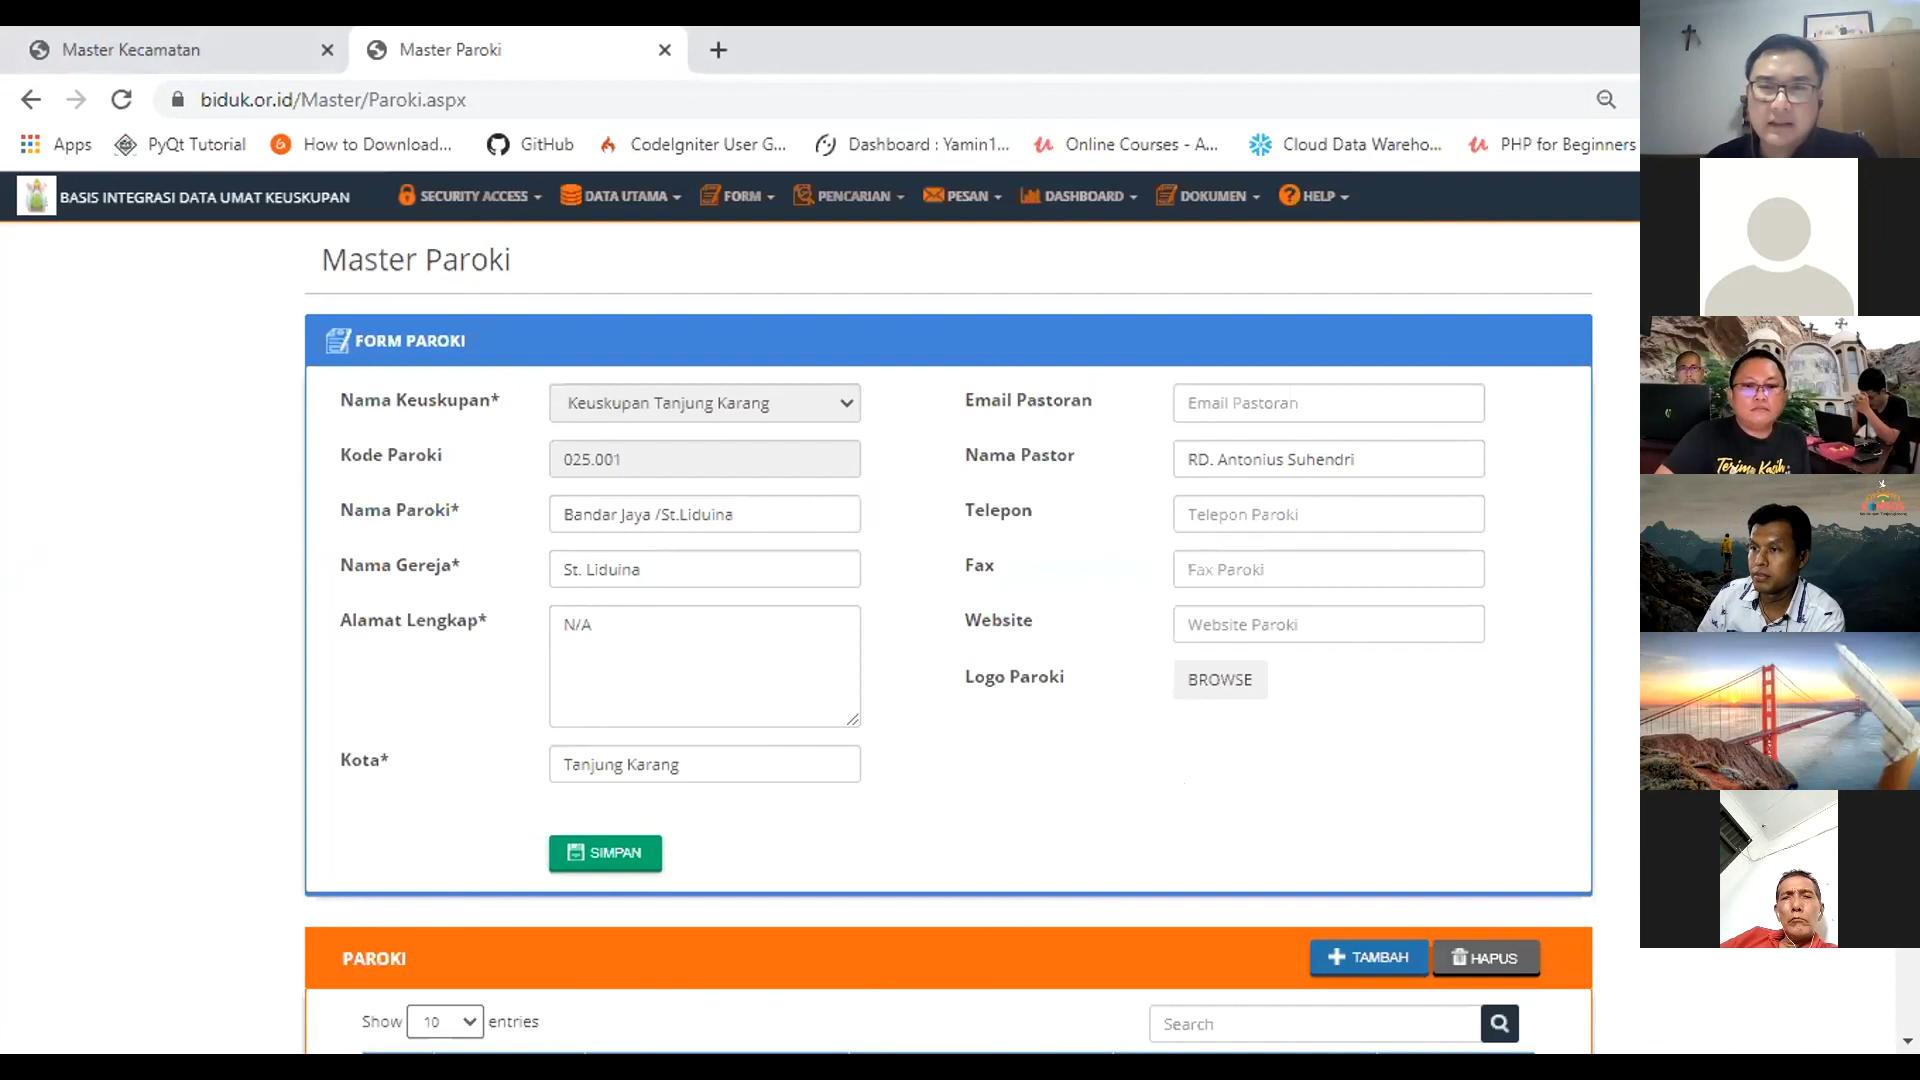 Master Kecamatan
Master Paroki
biduk.or.id/Master/Paroki.aspx
Apps
PyQt Tutorial
How to Download...
GitHub
CodeIgniter User G...
Dashboard : Yamin1...
Online Courses - A...
Cloud Data Wareho...
PHP for Beginners
BASIS INTEGRASI DATA UMAT KEUSKUPAN
SECURITY ACCESS
DATA UTAMA
FORM
PENCARIAN
PESAN
DASHBOARD
DOKUMEN
HELP
Master Paroki
FORM PAROKI
Nama Keuskupan*
Keuskupan Tanjung Karang
Kode Paroki
025.001
Nama Paroki*
Bandar Jaya /St.Liduina
Nama Gereja*
St. Liduina
Alamat Lengkap*
N/A
Kota*
Tanjung Karang
SIMPAN
Email Pastoran
Email Pastoran
Nama Pastor
RD. Antonius Suhendri
Telepon
Telepon Paroki
Fax
Fax Paroki
Website
Website Paroki
Logo Paroki
BROWSE
PAROKI
TAMBAH
HAPUS
Show 10 entries
Search
Terima Kasih